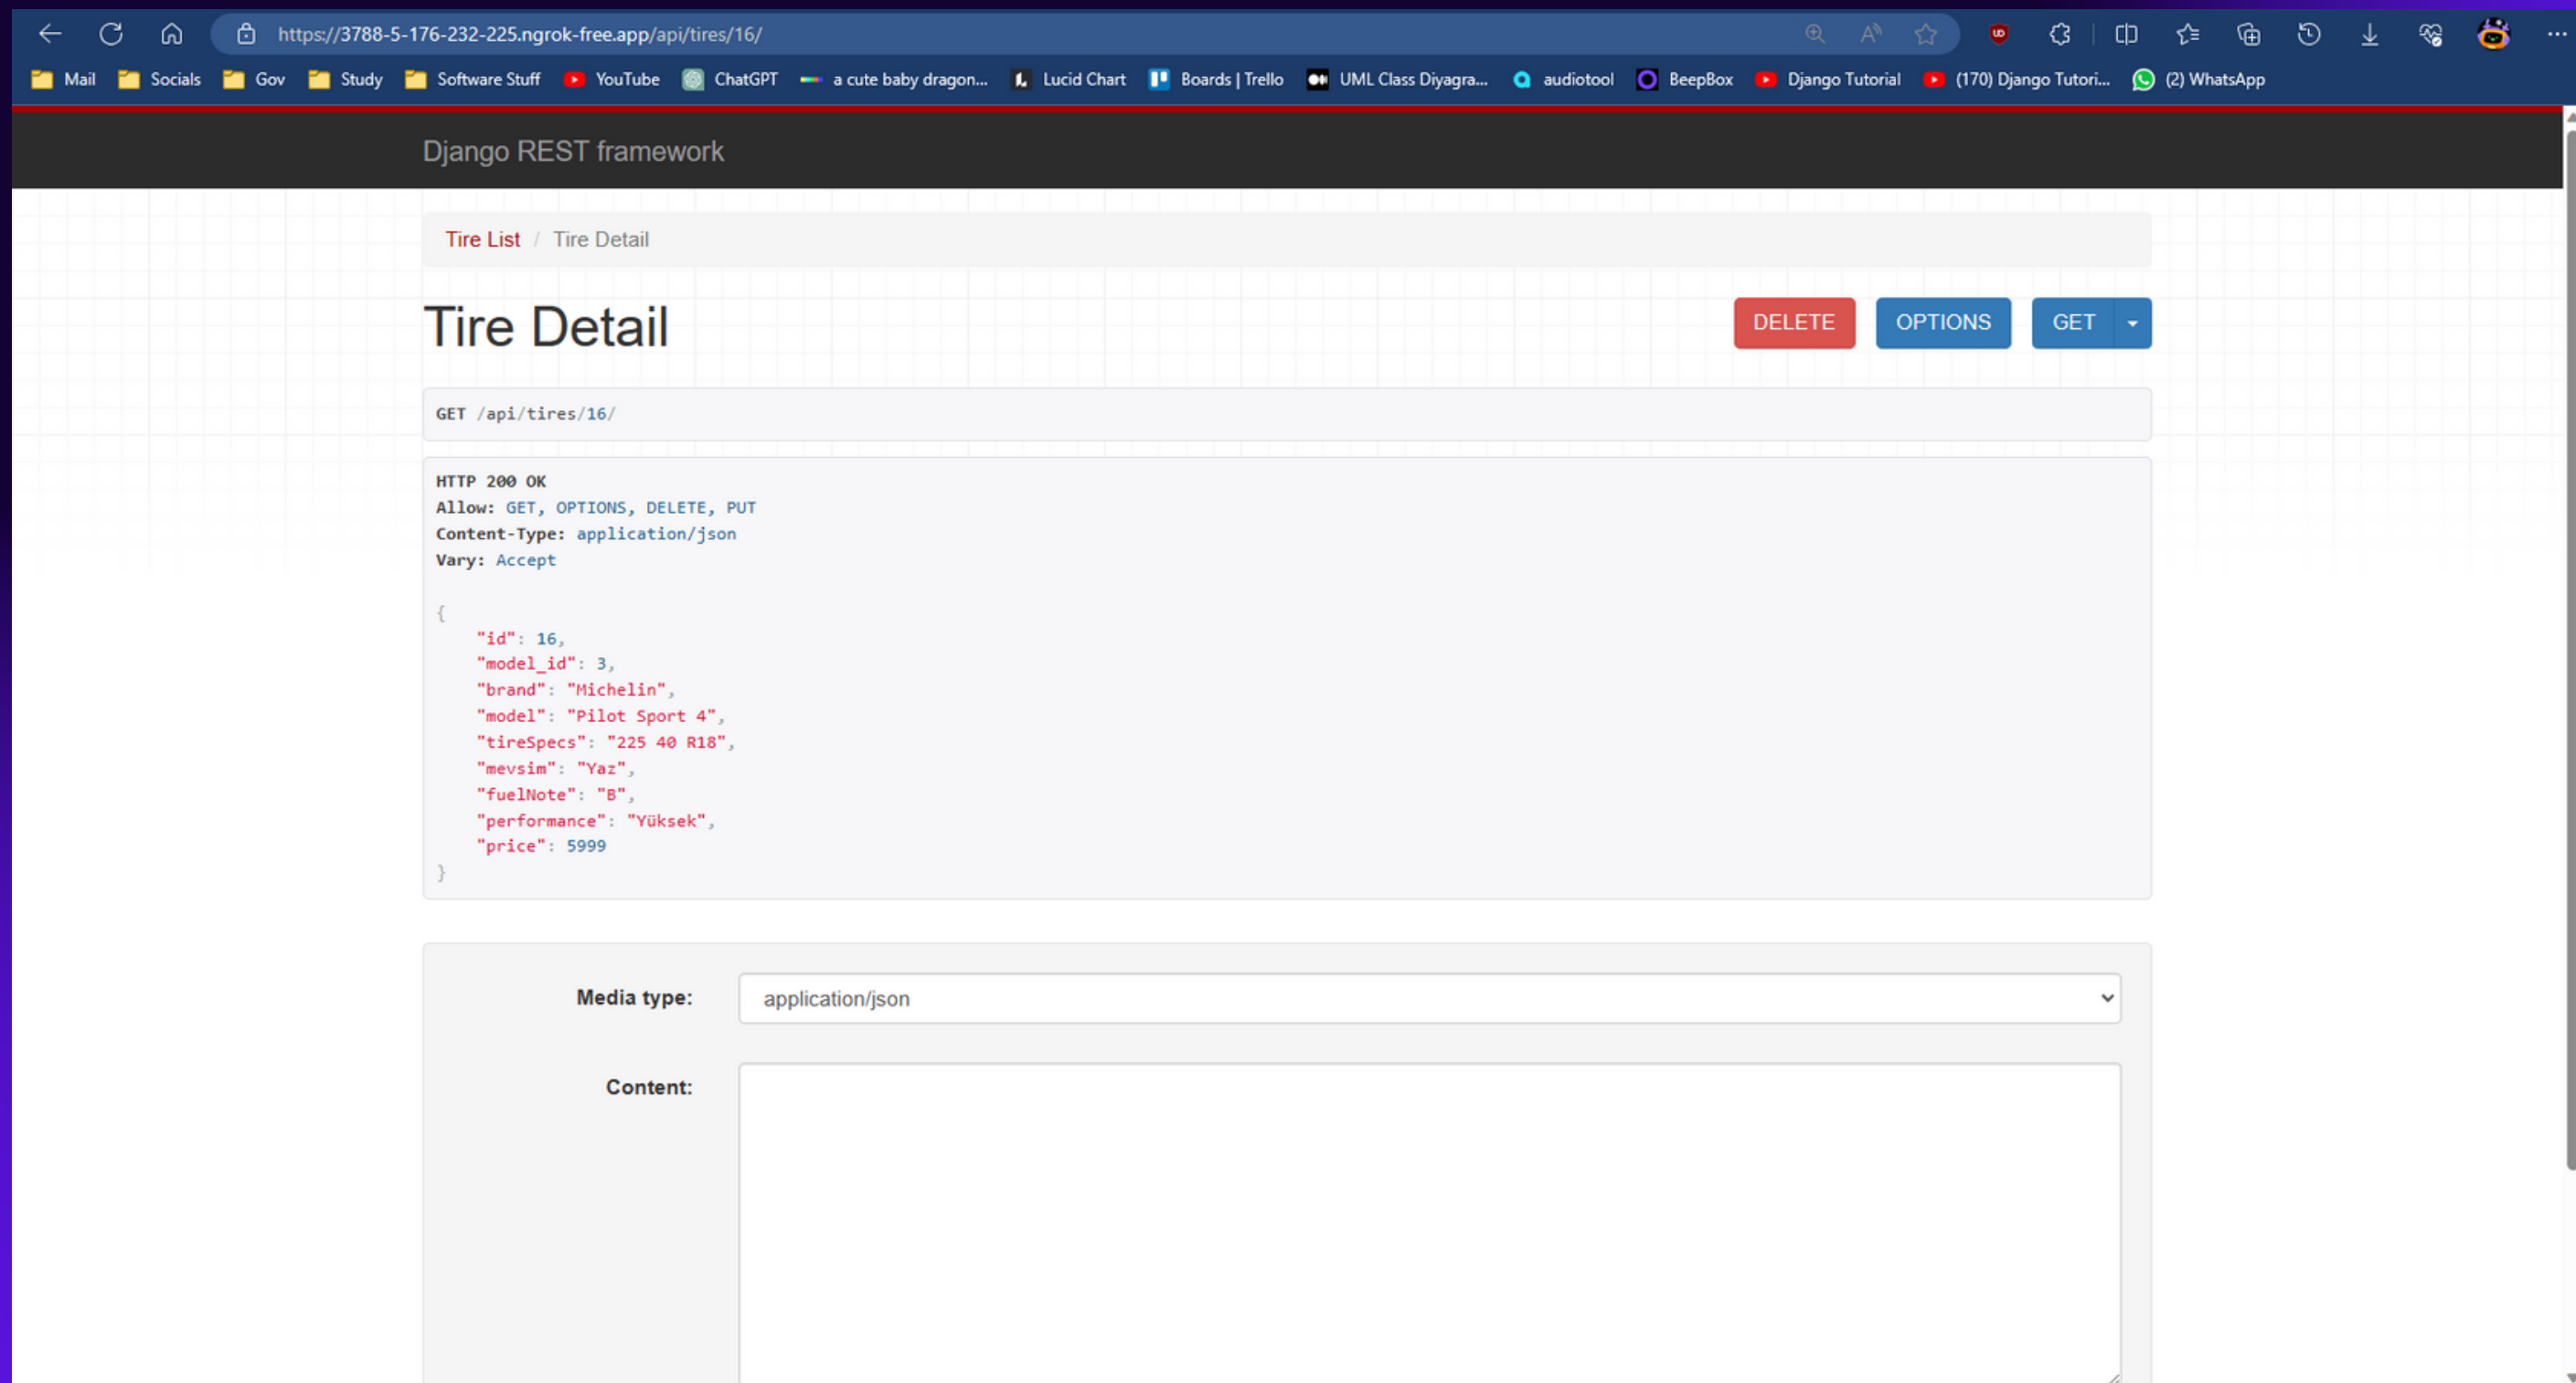 https://3788-5-176-232-225.ngrok-free.app/api/tires/16/
Mail Socials Gov Study Software Stuff YouTube ChatGPT a cute baby dragon... Lucid Chart Boards | Trello UML Class Diyagra... audiotool BeepBox Django Tutorial (170) Django Tutori... (2) WhatsApp
Django REST framework
Tire List / Tire Detail
Tire Detail
DELETE OPTIONS GET
GET /api/tires/16/
HTTP 200 OK
Allow: GET, OPTIONS, DELETE, PUT
Content-Type: application/json
Vary: Accept
{
"id": 16,
"model_id": 3,
"brand": "Michelin",
"model": "Pilot Sport 4",
"tireSpecs": "225 40 R18",
"mevsim": "Yaz",
"fuelNote": "B",
"performance": "Yüksek",
"price": 5999
}
Media type: application/json
Content: